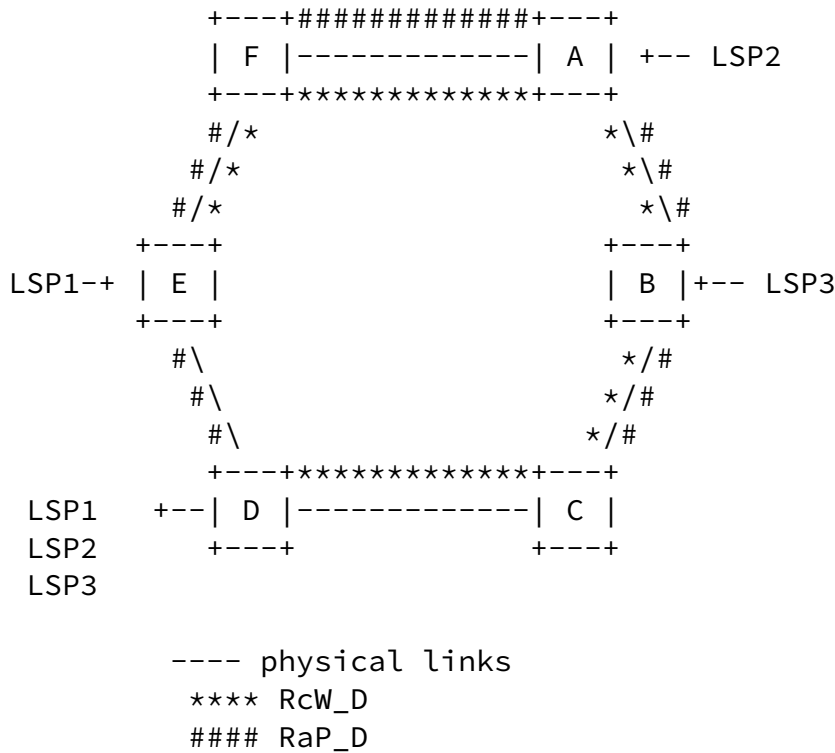 +---+#############+---+
            | F |-------------| A | +-- LSP2
            +---+*************+---+
            #/*                   *\#
           #/*                     *\#
          #/*                       *\#
        +---+                     +---+
 LSP1-+ | E |                     | B |+-- LSP3
        +---+                     +---+
          #\                       */#
           #\                     */#
            #\                   */#
            +---+*************+---+
  LSP1   +--| D |-------------| C |
  LSP2      +---+             +---+
  LSP3

          ---- physical links
           **** RcW_D
           #### RaP_D